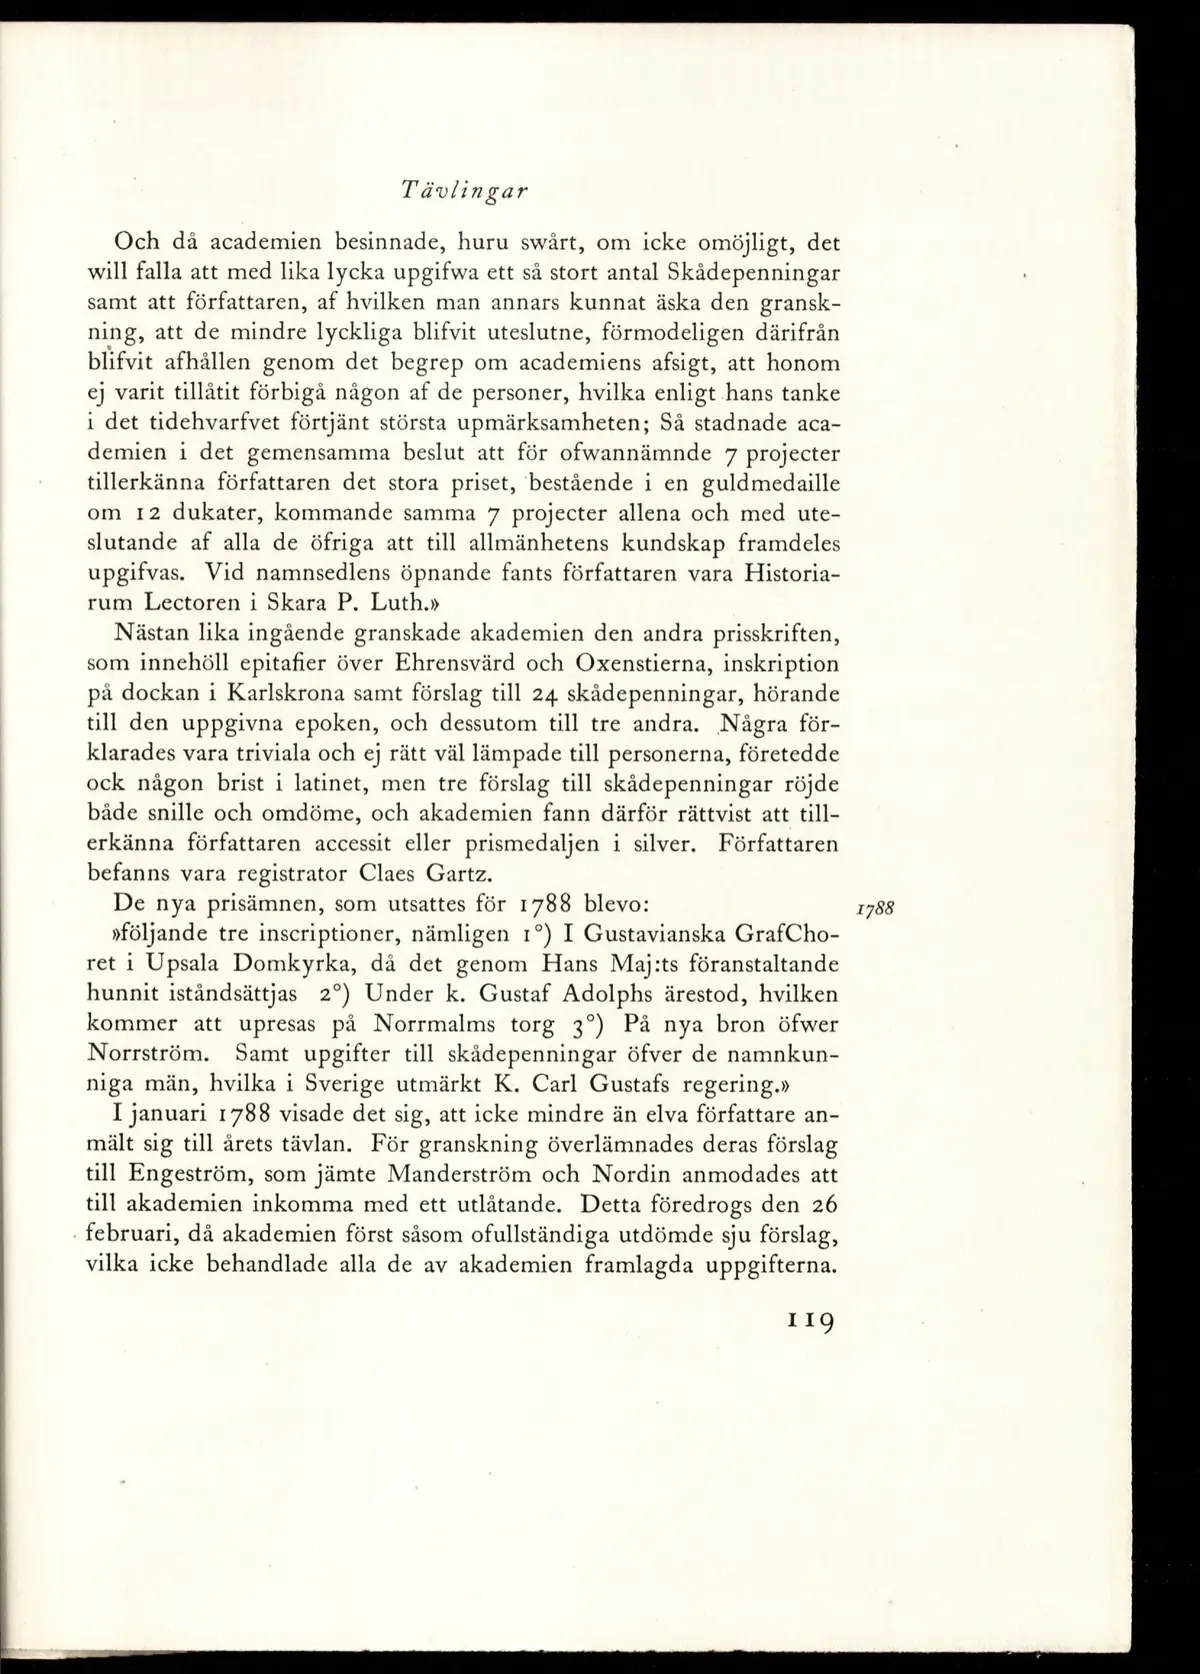 Tävlingar
Och då academien besinnade, huru swårt, om icke omöjligt, det
will falla att med lika lycka upgifwa ett så stort antal Skådepenningar
samt att författaren, af hvilken man annars kunnat äska den gransk-
ning, att de mindre lyckliga blifvit uteslutne, förmodeligen därifrån
blifvit afhållen genom det begrep om academiens afsigt, att honom
ej varit tillåtit förbigå någon af de personer, hvilka enligt hans tanke
i det tidehvarfvet förtjänt största upmärksamheten; Så stadnade aca-
demien i det gemensamma beslut att för ofwannämnde 7 projecter
tillerkänna författaren det stora priset, bestående i en guldmedaille
om 12 dukater, kommande samma 7 projecter allena och med ute-
slutande af alla de öfriga att till allmänhetens kundskap framdeles
upgifvas. Vid namnsedlens öpnande fants författaren vara Historia-
rum Lectoren i Skara P. Luth.»
Nästan lika ingående granskade akademien den andra prisskriften,
som innehöll epitafier över Ehrensvärd och Oxenstierna, inskription
på dockan i Karlskrona samt förslag till 24 skådepenningar, hörande
till den uppgivna epoken, och dessutom till tre andra. Några för-
klarades vara triviala och ej rätt väl lämpade till personerna, företedde
ock någon brist i latinet, men tre förslag till skådepenningar röjde
både snille och omdöme, och akademien fann därför rättvist att till-
erkänna författaren accessit eller prismedaljen i silver. Författaren
befanns vara registrator Claes Gartz.
De nya prisämnen, som utsattes för 1788 blevo:
1788
»följande tre inscriptioner, nämligen 1°) I Gustavianska GrafCho-
ret i Upsala Domkyrka, då det genom Hans Maj:ts föranstaltande
hunnit iståndsättjas 2°) Under k. Gustaf Adolphs ärestod, hvilken
kommer att upresas på Norrmalms torg 3°) På nya bron öfwer
Norrström. Samt upgifter till skådepenningar öfver de namnkun-
niga män, hvilka i Sverige utmärkt K. Carl Gustafs regering.»
I januari 1788 visade det sig, att icke mindre än elva författare an-
mält sig till årets tävlan. För granskning överlämnades deras förslag
till Engeström, som jämte Manderström och Nordin anmodades att
till akademien inkomma med ett utlåtande. Detta föredrogs den 26
februari, då akademien först såsom ofullständiga utdömde sju förslag,
vilka icke behandlade alla de av akademien framlagda uppgifterna.
119